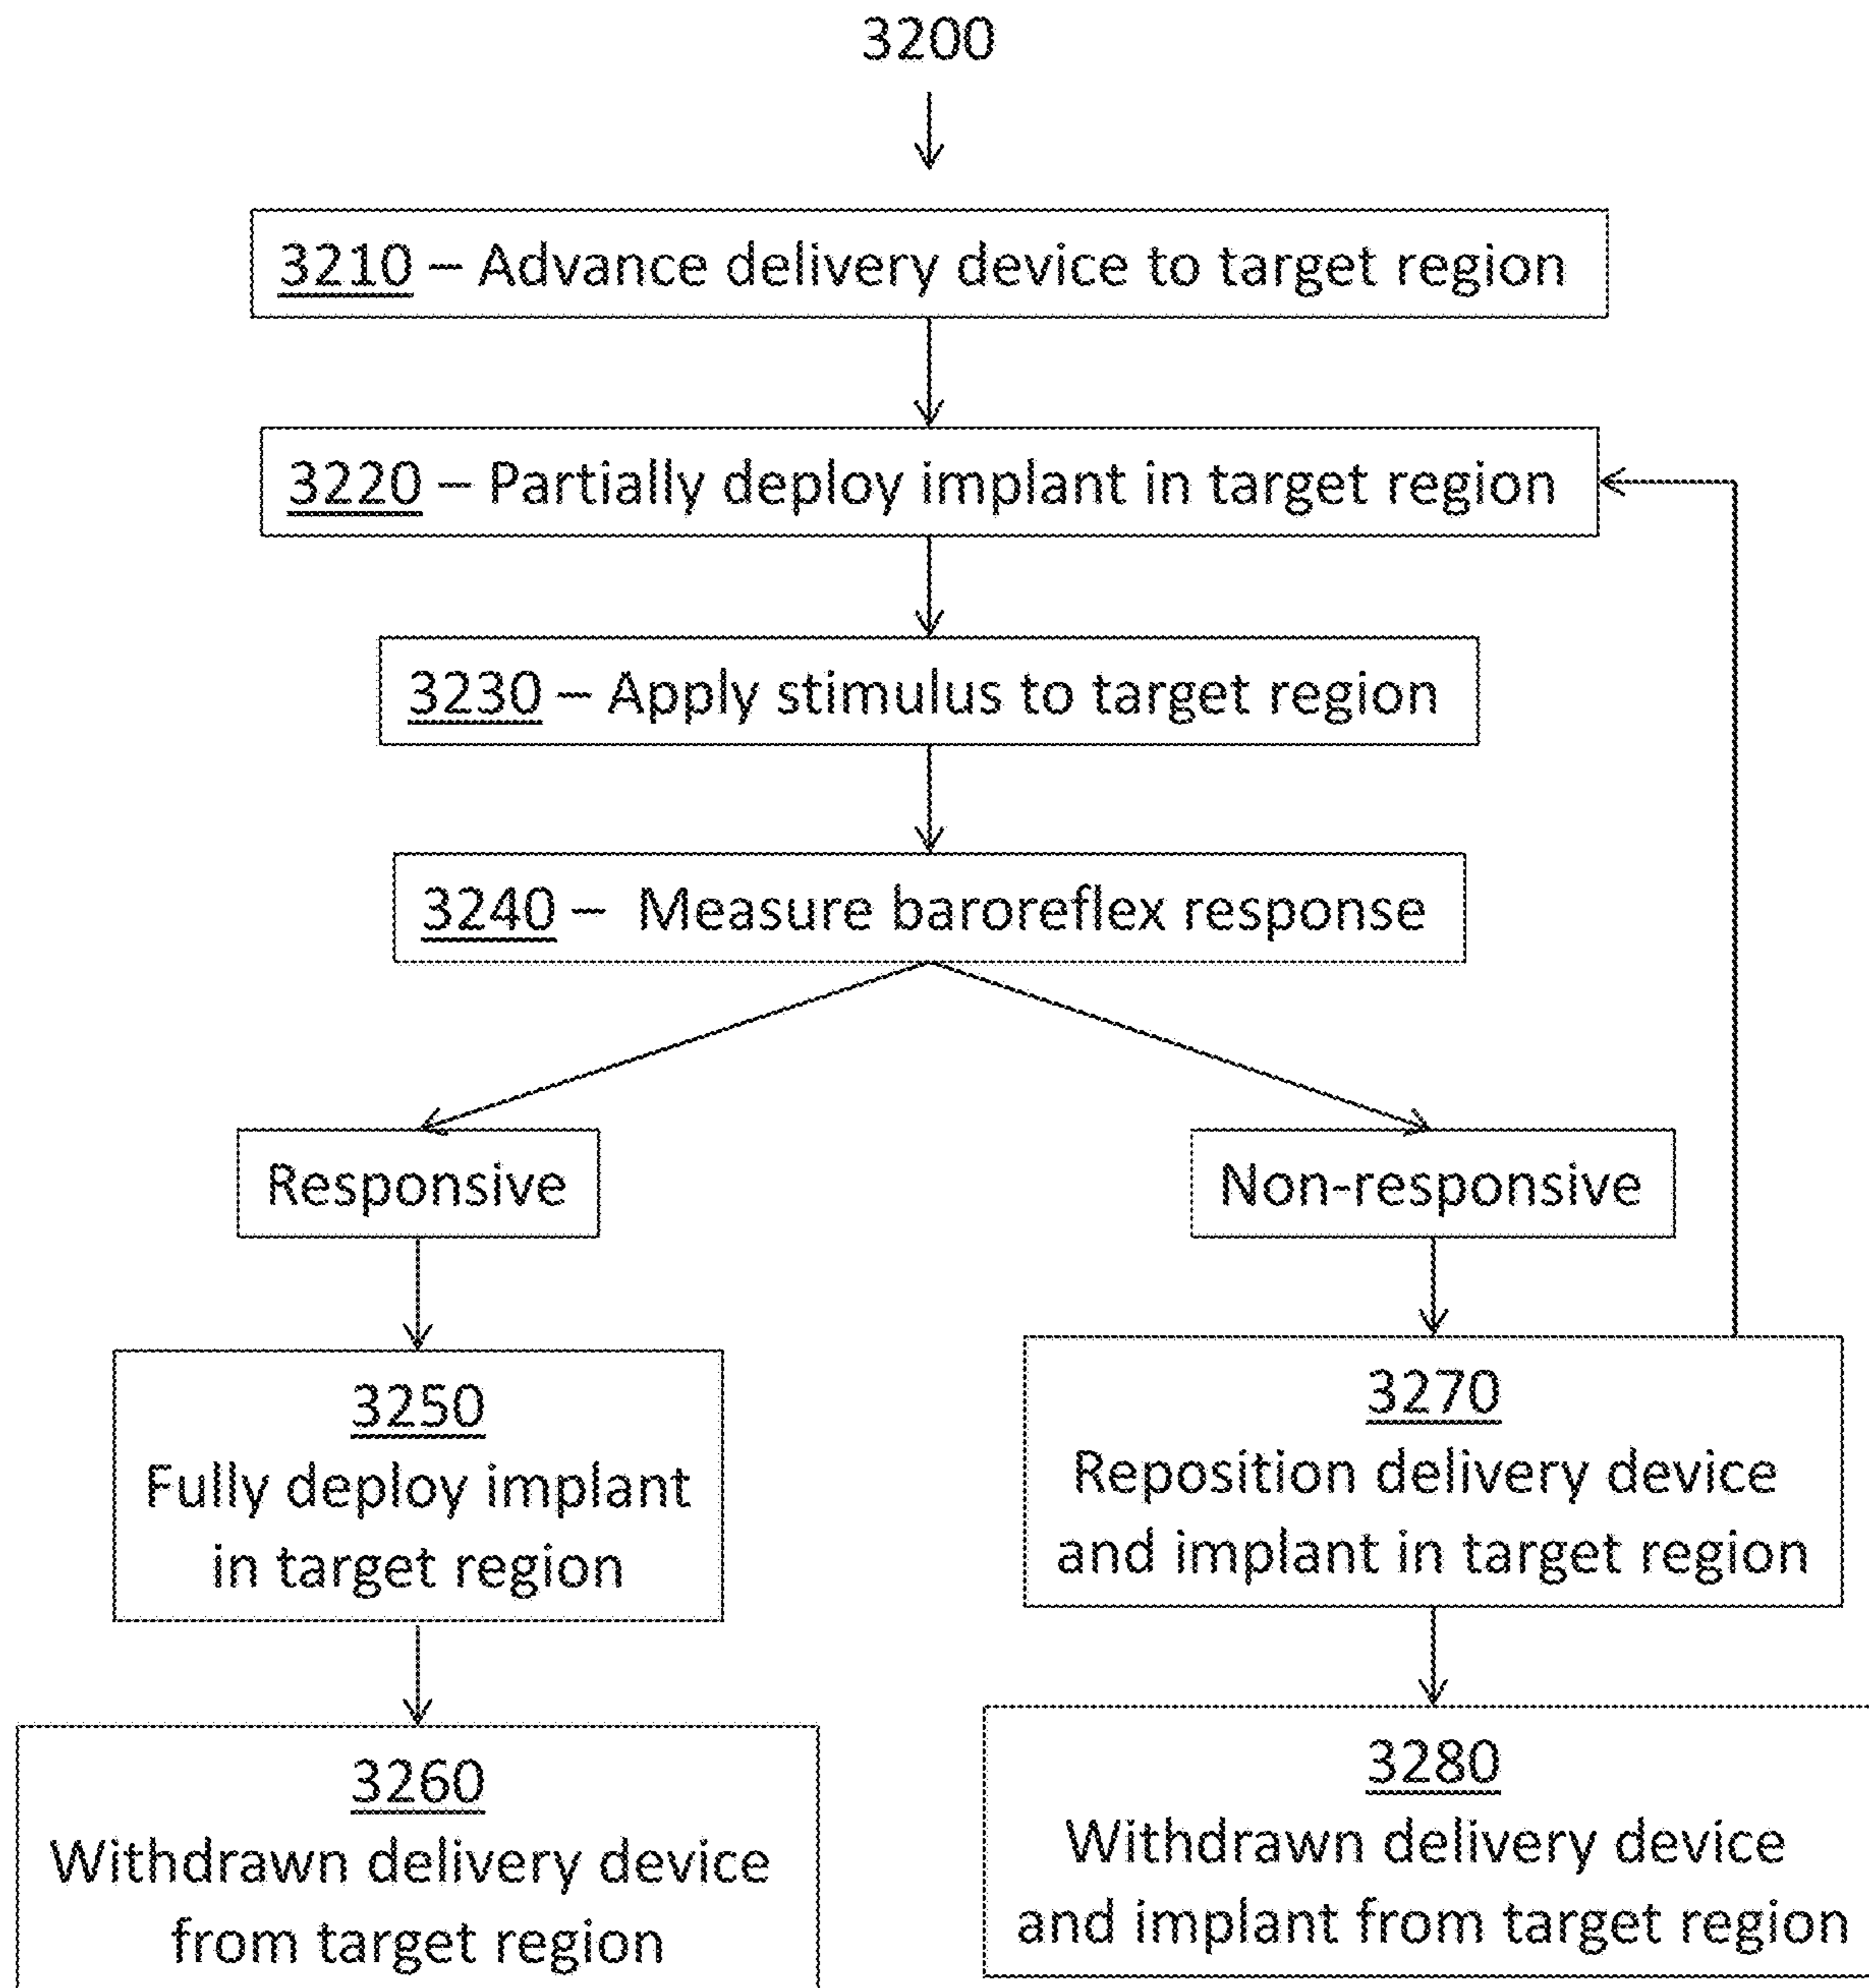 3200
3210 – Advance delivery device to target region
3220 – Partially deploy implant in target region
3230 – Apply stimulus to target region
3240 – Measure baroreflex response
Responsive
Non-responsive
3250
Fully deploy implant
in target region
3270
Reposition delivery device
and implant in target region
3260
Withdrawn delivery device
from target region
3280
Withdrawn delivery device
and implant from target region